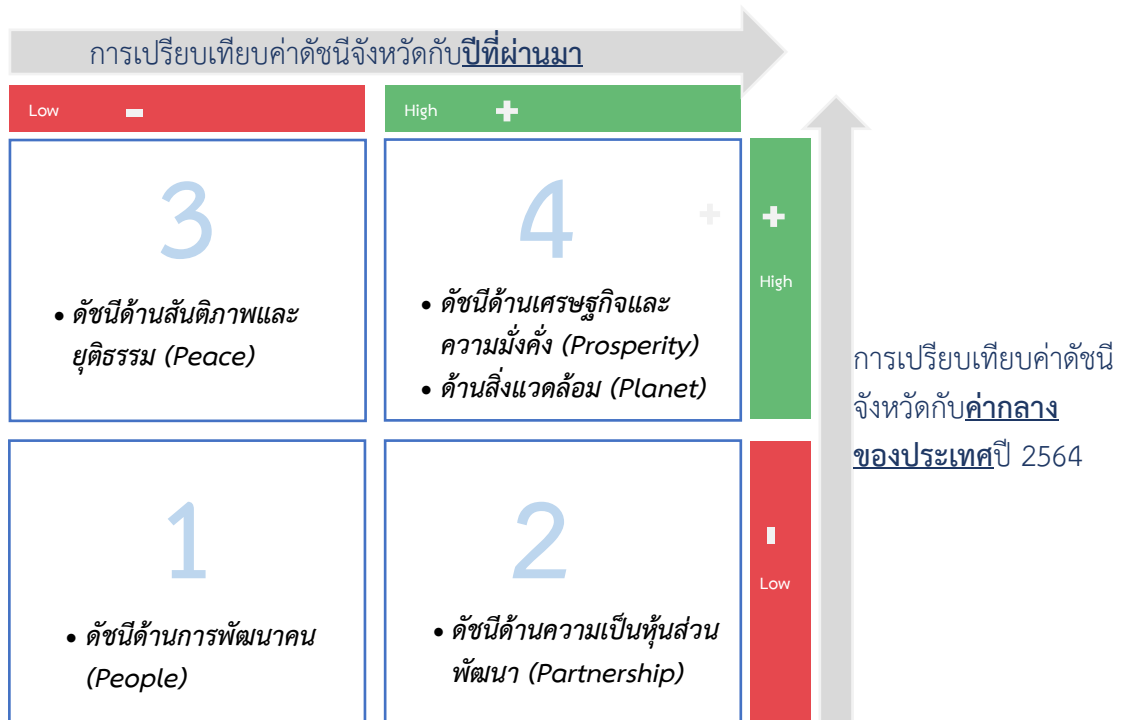 การเปรียบเทียบค่าดัชนีจังหวัดกับปีที่ผ่านมา
Low -
High +
3
• ดัชนีด้านสันติภาพและ
ยุติธรรม (Peace)
4
• ดัชนีด้านเศรษฐกิจและ
ความมั่งคั่ง (Prosperity)
• ด้านสิ่งแวดล้อม (Planet)
+
+
High
การเปรียบเทียบค่าดัชนี
จังหวัดกับค่ากลาง
ของประเทศปี 2564
1
• ดัชนีด้านการพัฒนาคน
(People)
2
• ดัชนีด้านความเป็นหุ้นส่วน
พัฒนา (Partnership)
-
Low